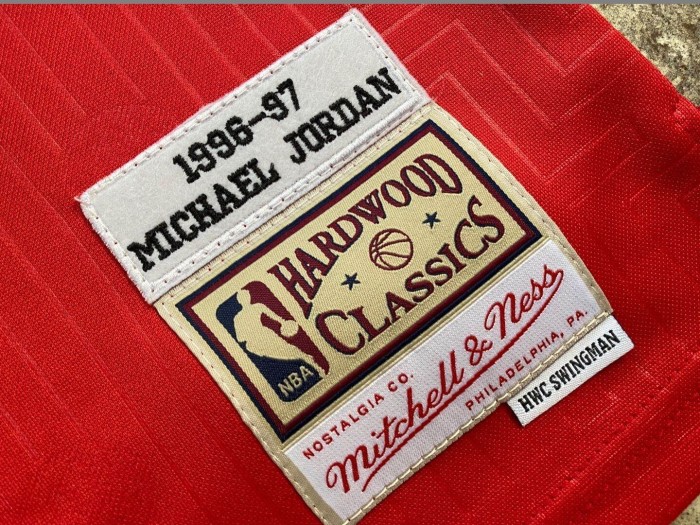 1996-97
MICHAEL JORDAN
HARDWOOD
CLASSICS
NBA
NOSTALGIA CO.
Mitchell & Ness
PHILADELPHIA, PA.
HWC SWINGMAN